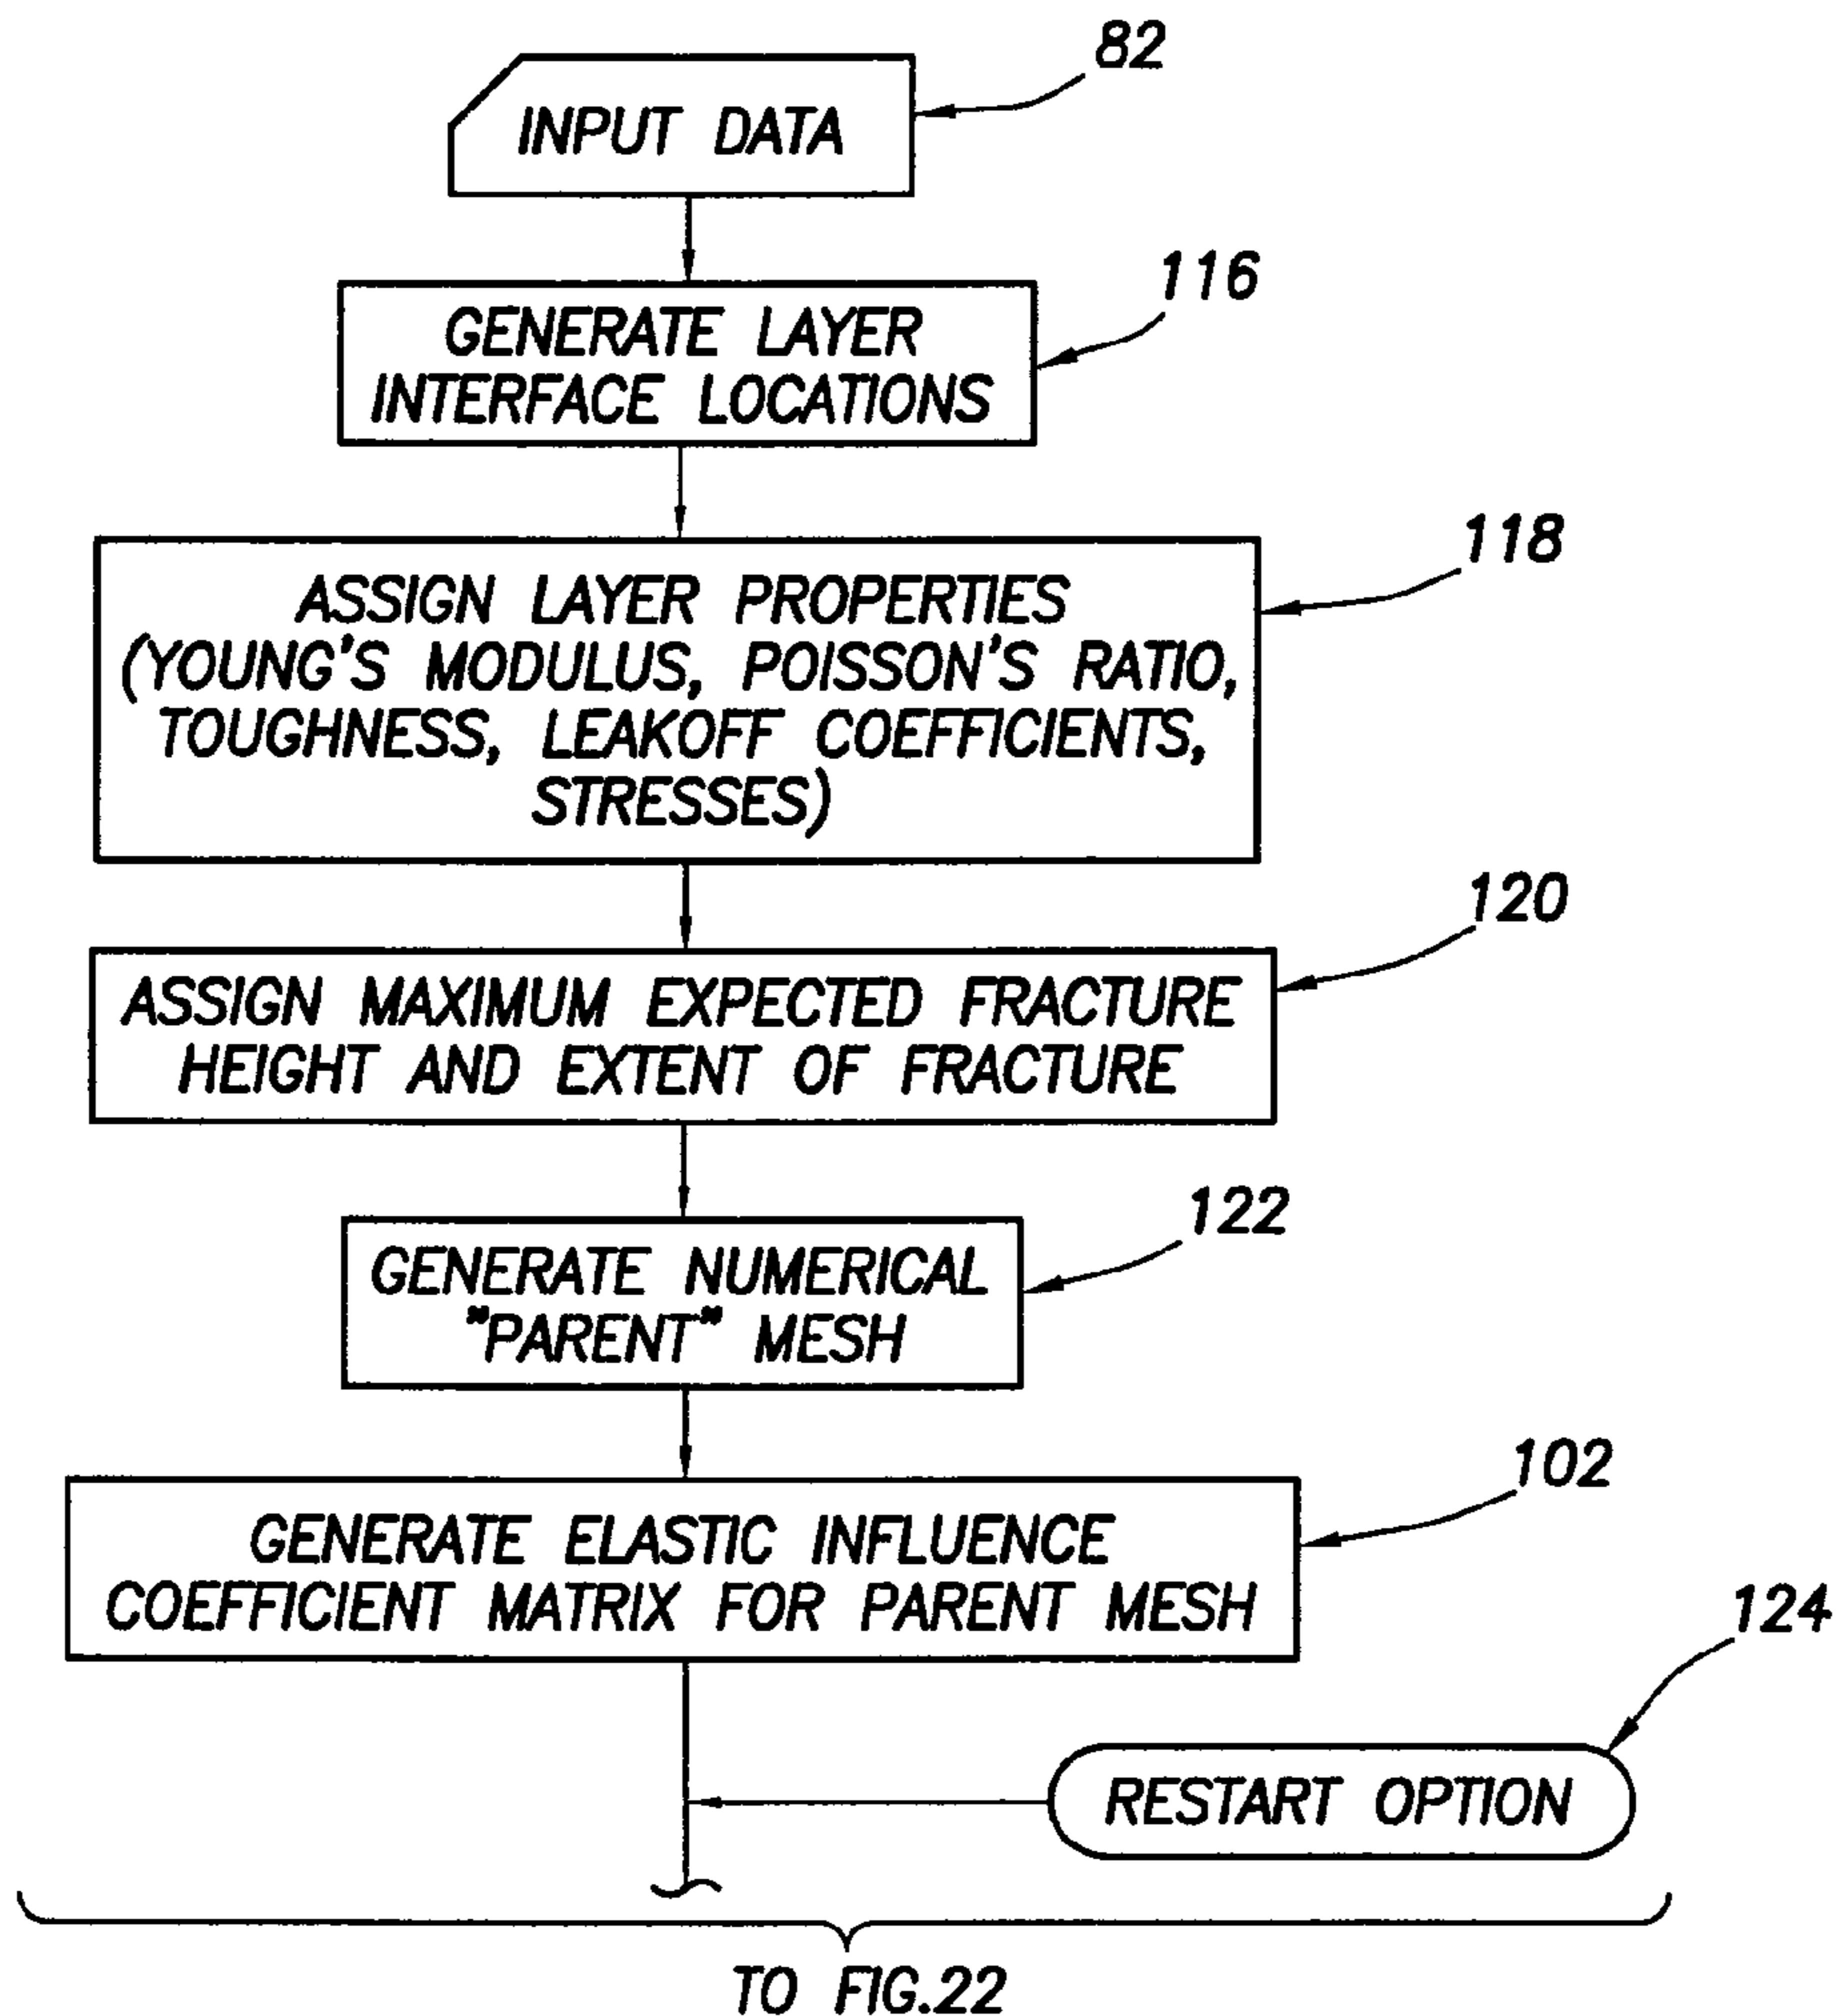 82
INPUT DATA
116
GENERATE LAYER
INTERFACE LOCATIONS
118
ASSIGN LAYER PROPERTIES
(YOUNG'S MODULUS, POISSON'S RATIO,
TOUGHNESS, LEAKOFF COEFFICIENTS,
STRESSES)
120
ASSIGN MAXIMUM EXPECTED FRACTURE
HEIGHT AND EXTENT OF FRACTURE
122
GENERATE NUMERICAL
"PARENT" MESH
102
GENERATE ELASTIC INFLUENCE
COEFFICIENT MATRIX FOR PARENT MESH
124
RESTART OPTION
TO FIG.22